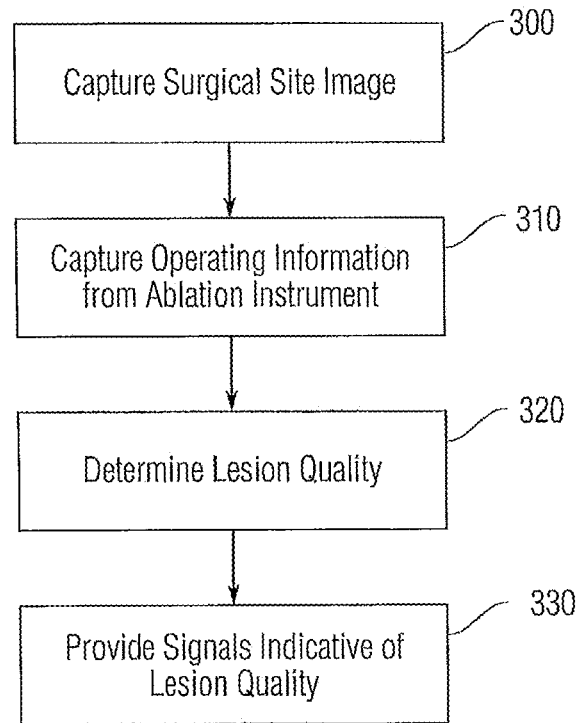 300
Capture Surgical Site Image
310
Capture Operating Information
from Ablation Instrument
320
Determine Lesion Quality
330
Provide Signals Indicative of
Lesion Quality